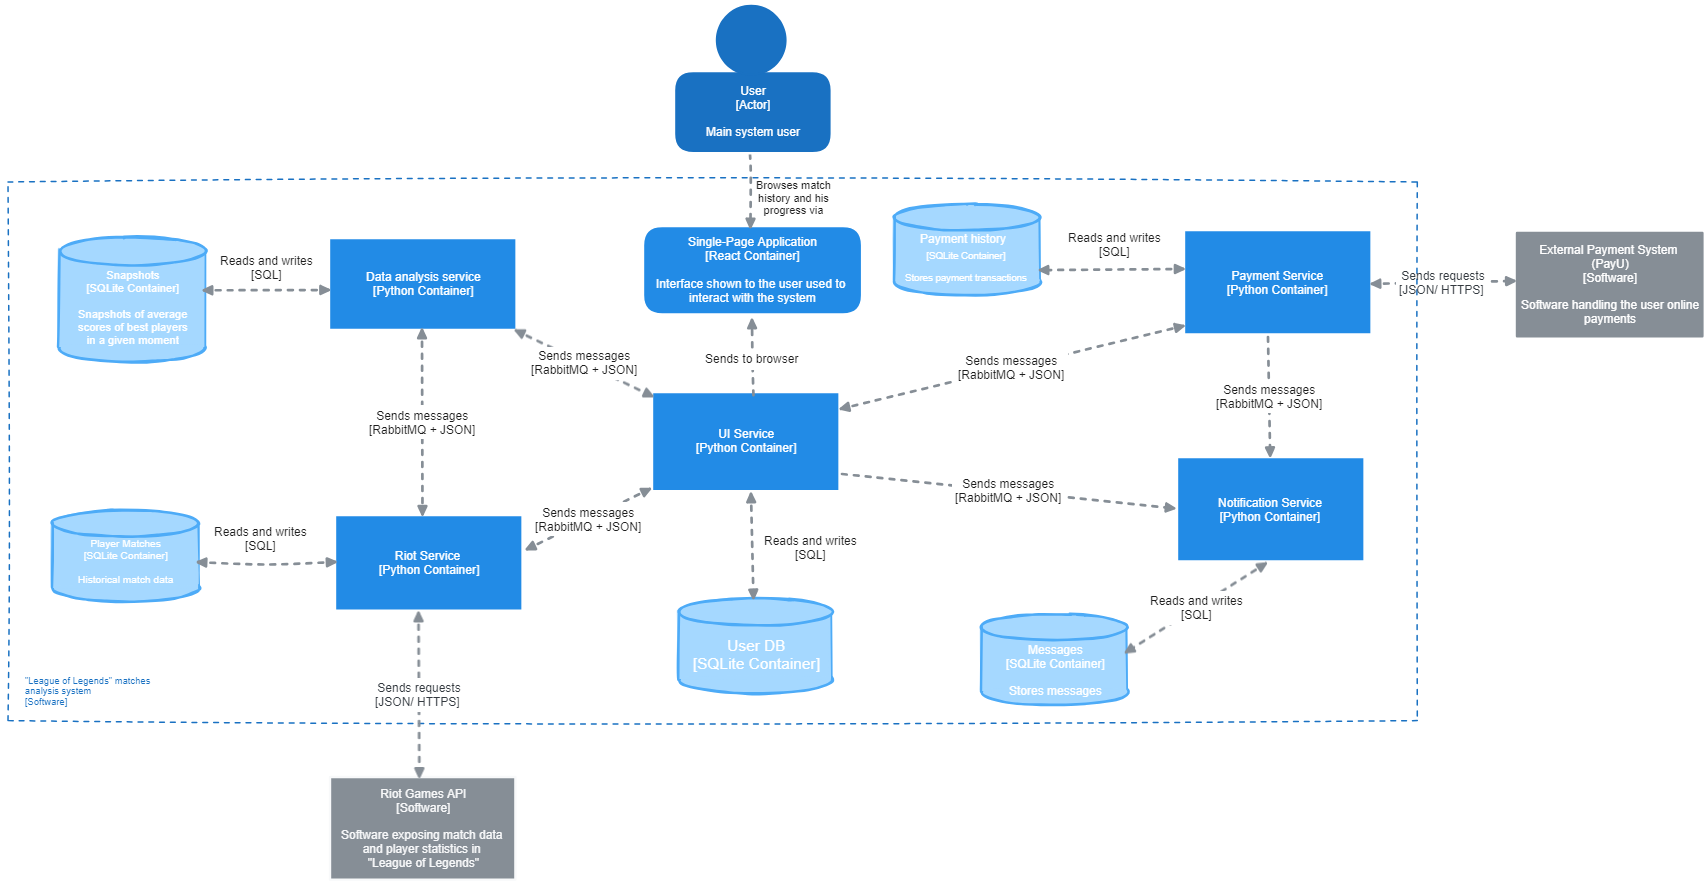 User
[Actor]
Main system user
Browses match
history and his
progress via
Single-Page Application
[React Container]
Interface shown to the user used to
interact with the system
Payment history
[SQLite Container]
Stores payment transactions
Reads and writes
[SQL]
Payment Service
[Python Container]
Sends requests
[JSON/ HTTPS]
External Payment System
(PayU)
[Software]
Software handling the user online
payments
Snapshots
[SQLite Container]
Snapshots of average
scores of best players
in a given moment
Reads and writes
[SQL]
Data analysis service
[Python Container]
Sends messages
[RabbitMQ + JSON]
Sends to browser
Sends messages
[RabbitMQ + JSON]
Sends messages
[RabbitMQ + JSON]
Sends messages
[RabbitMQ + JSON]
UI Service
[Python Container]
Sends messages
[RabbitMQ + JSON]
Sends messages
[RabbitMQ + JSON]
Notification Service
[Python Container]
Player Matches
[SQLite Container]
Historical match data
Reads and writes
[SQL]
Riot Service
[Python Container]
Reads and writes
[SQL]
Reads and writes
[SQL]
User DB
[SQLite Container]
Messages
[SQLite Container]
Stores messages
"League of Legends" matches
analysis system
[Software]
Sends requests
[JSON/ HTTPS]
Riot Games API
[Software]
Software exposing match data
and player statistics in
"League of Legends"